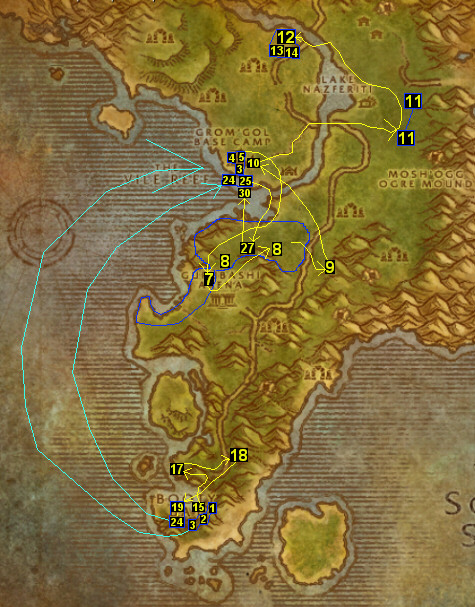 12
13 14
LAKE
NAZFERITI
11
11
GROM'GOL
BASE CAMP
4 5 10
3
THE
VILE REEF
24 25
30
MOSH'OGG
OGRE MOUND
27 8
8
9
7
GURUBASHI
ARENA
18
17
BOOTY
19 15 1
24 3 2
S
S